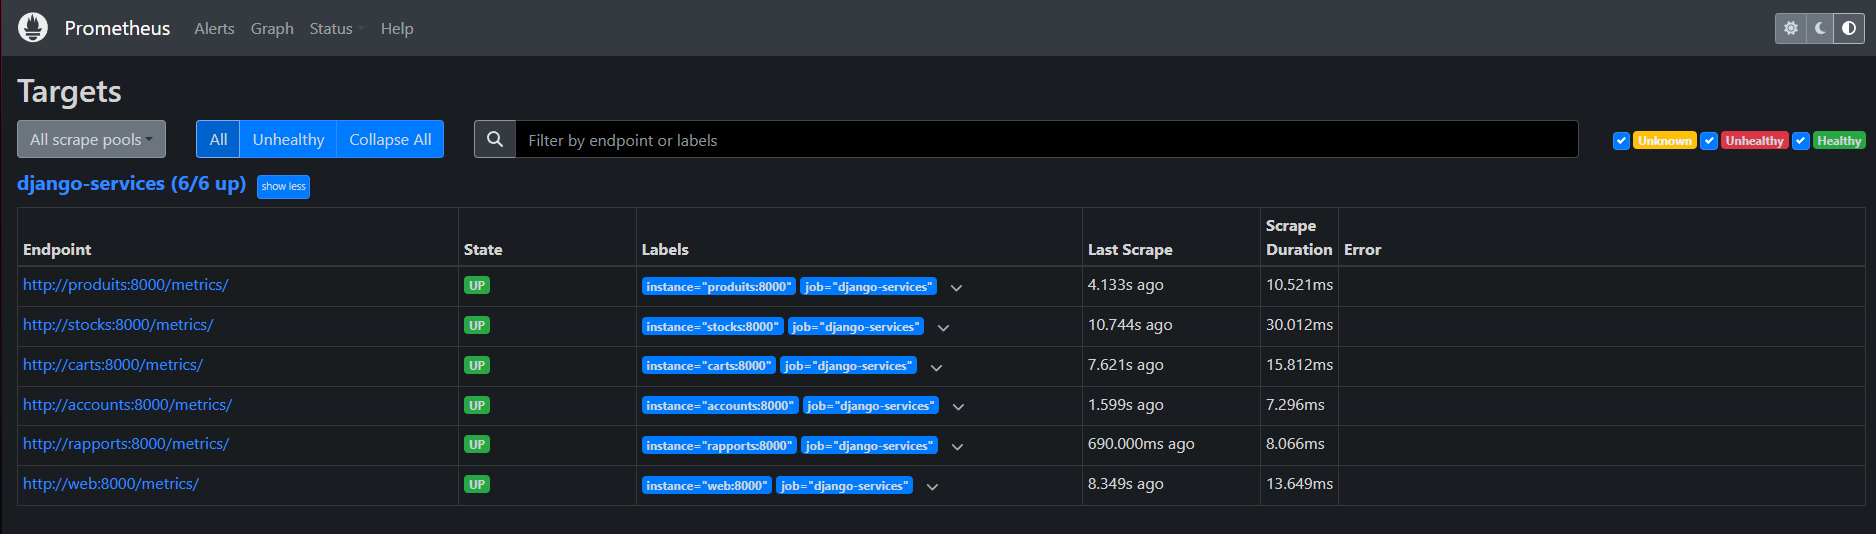 Prometheus Alerts Graph Status Help
Targets
All scrape pools All Unhealthy Collapse All Filter by endpoint or labels Unknown Unhealthy Healthy
django-services (6/6 up) show less
Endpoint State Labels Last Scrape Scrape Duration Error
http://produits:8000/metrics/ UP instance="produits:8000" job="django-services" 4.133s ago 10.521ms
http://stocks:8000/metrics/ UP instance="stocks:8000" job="django-services" 10.744s ago 30.012ms
http://carts:8000/metrics/ UP instance="carts:8000" job="django-services" 7.621s ago 15.812ms
http://accounts:8000/metrics/ UP instance="accounts:8000" job="django-services" 1.599s ago 7.296ms
http://rapports:8000/metrics/ UP instance="rapports:8000" job="django-services" 690.000ms ago 8.066ms
http://web:8000/metrics/ UP instance="web:8000" job="django-services" 8.349s ago 13.649ms